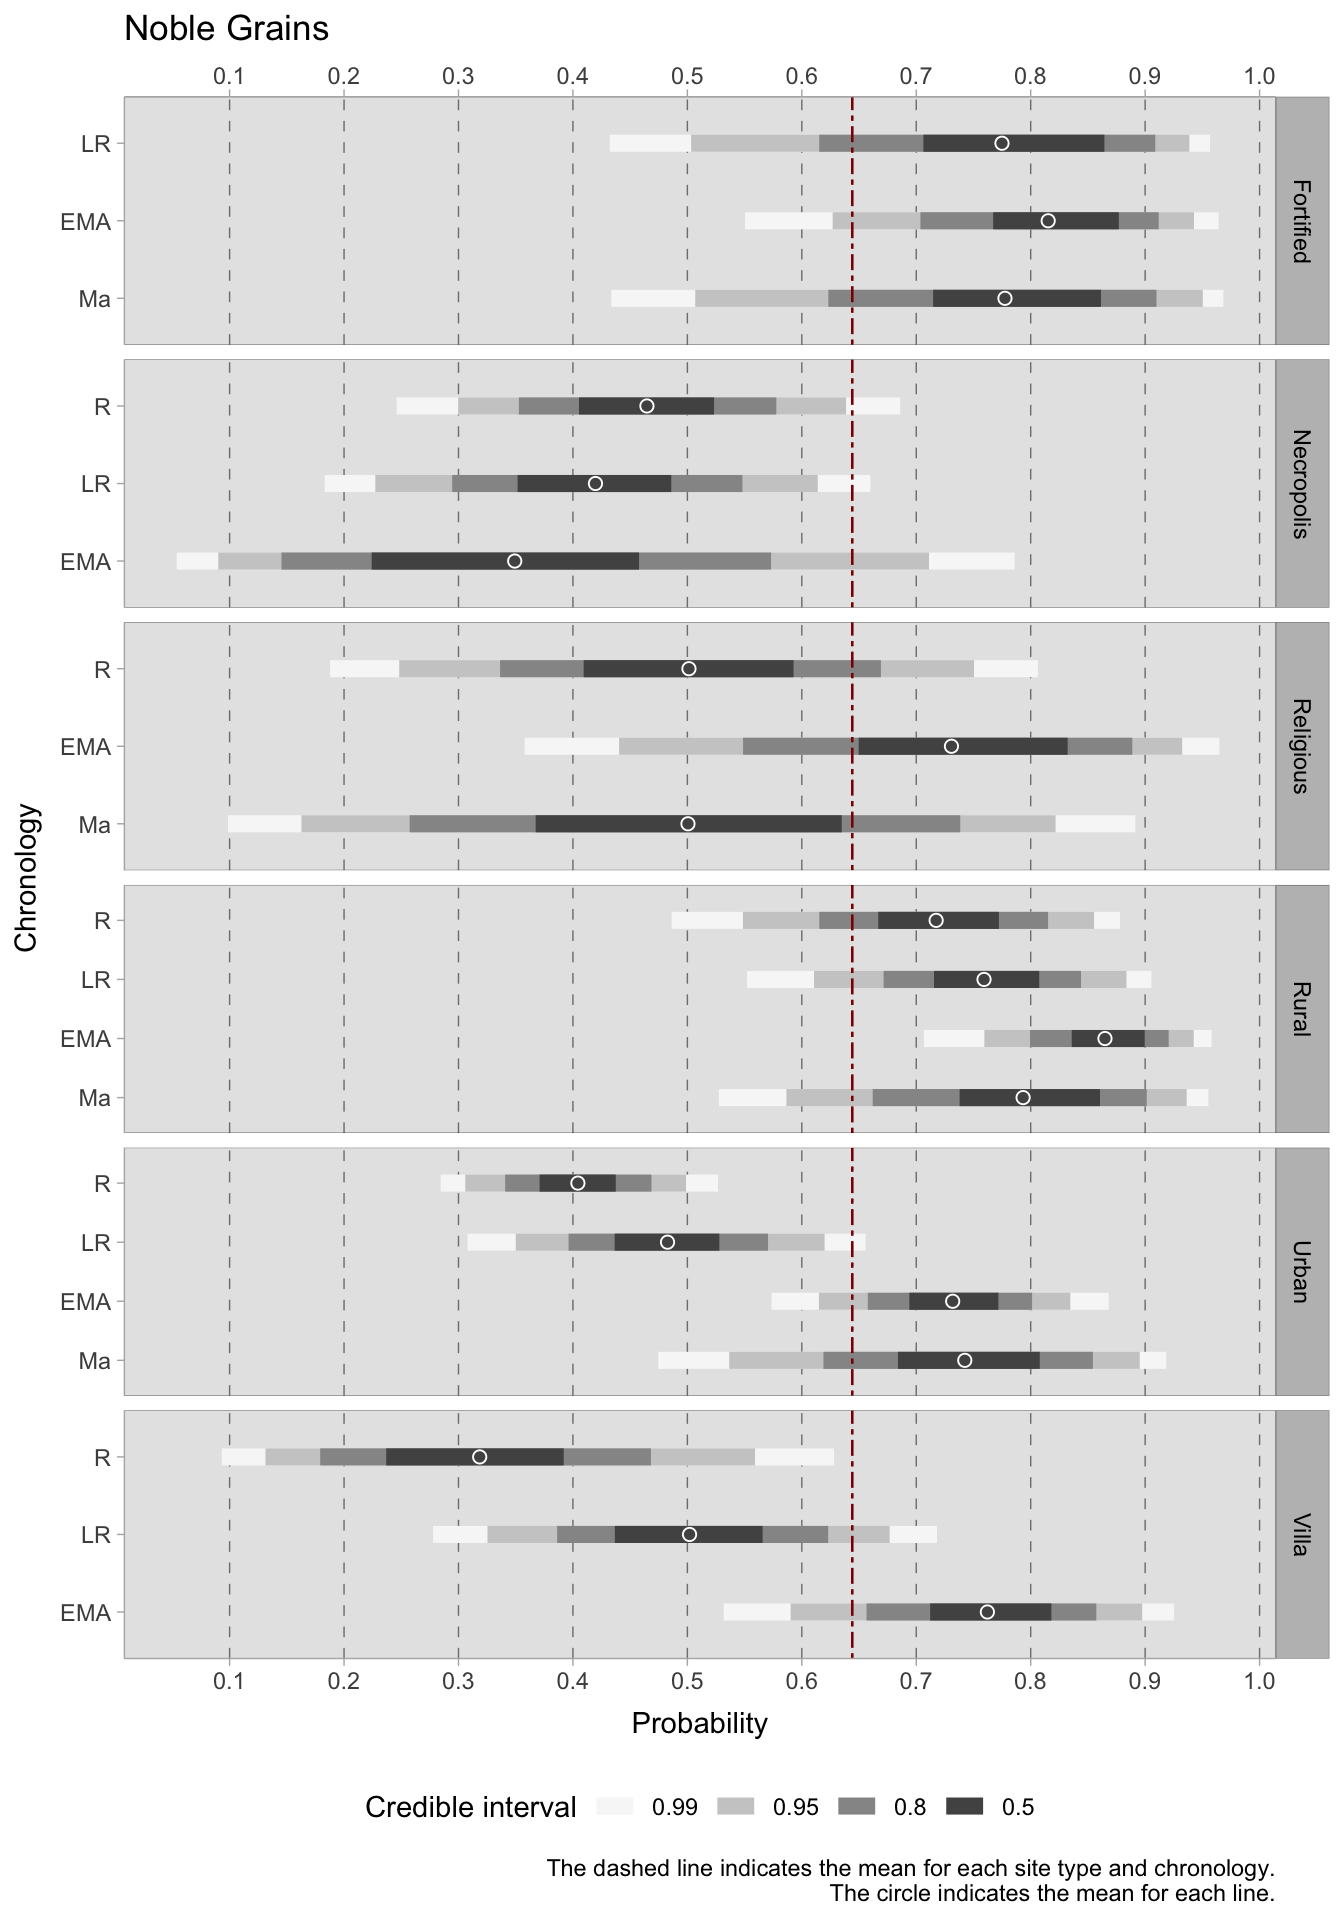 Noble Grains
0.1 0.2 0.3 0.4 0.5 0.6 0.7 0.8 0.9 1.0
Chronology
LR
EMA
Ma
Fortified
R
LR
EMA
Necropolis
R
EMA
Ma
Religious
R
LR
EMA
Ma
Rural
R
LR
EMA
Ma
Urban
R
LR
EMA
Villa
0.1 0.2 0.3 0.4 0.5 0.6 0.7 0.8 0.9 1.0
Probability
Credible interval 0.99 0.95 0.8 0.5
The dashed line indicates the mean for each site type and chronology.
The circle indicates the mean for each line.